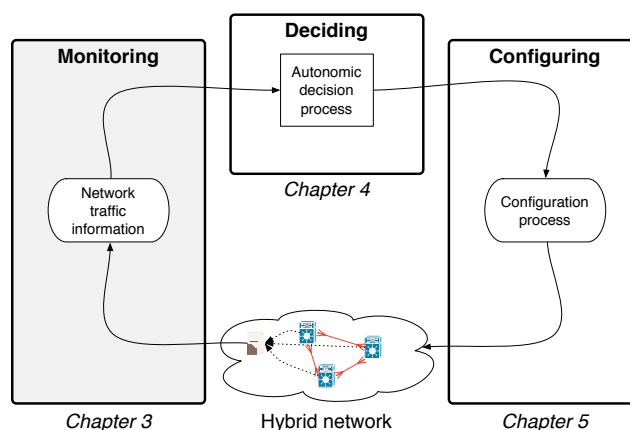 Deciding
Monitoring
Configuring
Autonomic
decision
process
Chapter 4
Network
traffic
information
Configuration
process
Chapter 3
Hybrid network
Chapter 5